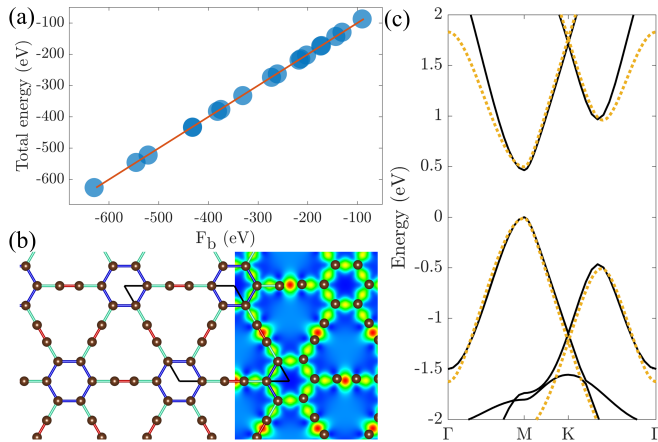 (a)
Total energy (eV)
-100
-200
-300
-400
-500
-600
-600 -500 -400 -300 -200 -100
F_b (eV)
(b)
(c)
Energy (eV)
2
1.5
1
0.5
0
-0.5
-1
-1.5
-2
Γ M K Γ